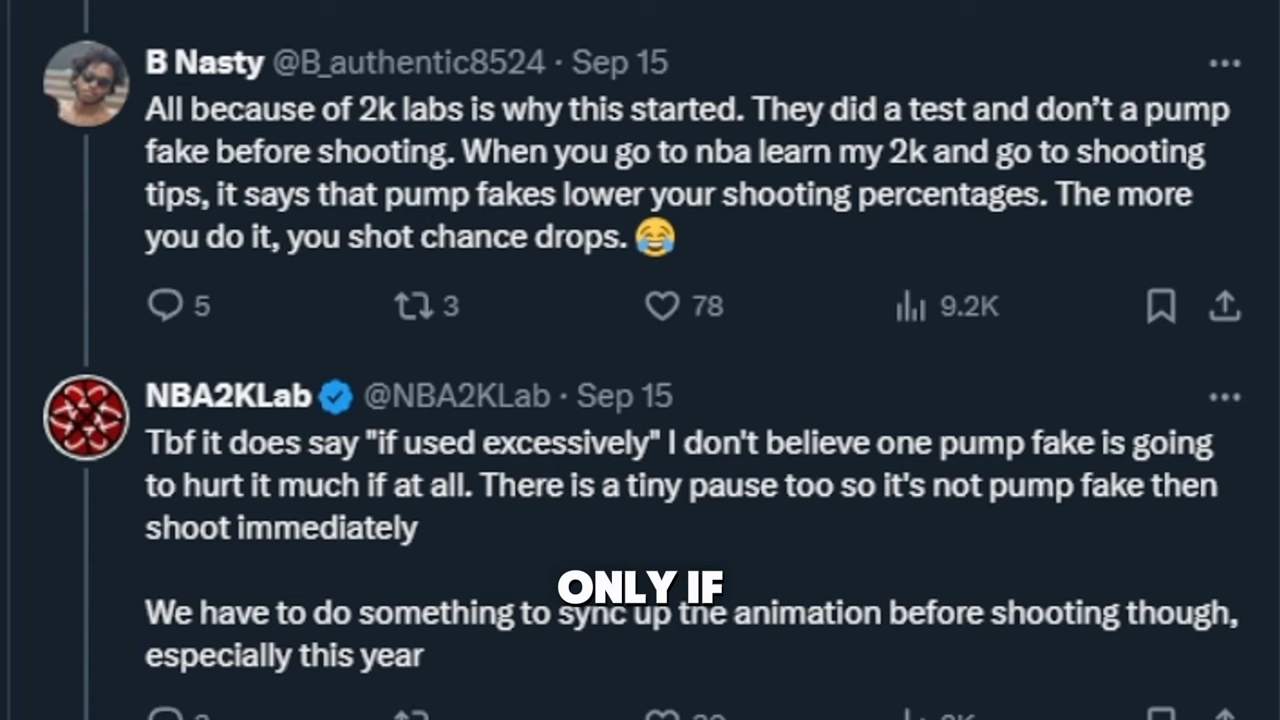 B Nasty @B_authentic8524 · Sep 15
All because of 2k labs is why this started. They did a test and don't a pump
fake before shooting. When you go to nba learn my 2k and go to shooting
tips, it says that pump fakes lower your shooting percentages. The more
you do it, you shot chance drops. 😂
5 3 78 9.2K
NBA2KLab @NBA2KLab · Sep 15
Tbf it does say "if used excessively" I don't believe one pump fake is going
to hurt it much if at all. There is a tiny pause too so it's not pump fake then
shoot immediately
ONLY IF
We have to do something to sync up the animation before shooting though,
especially this year